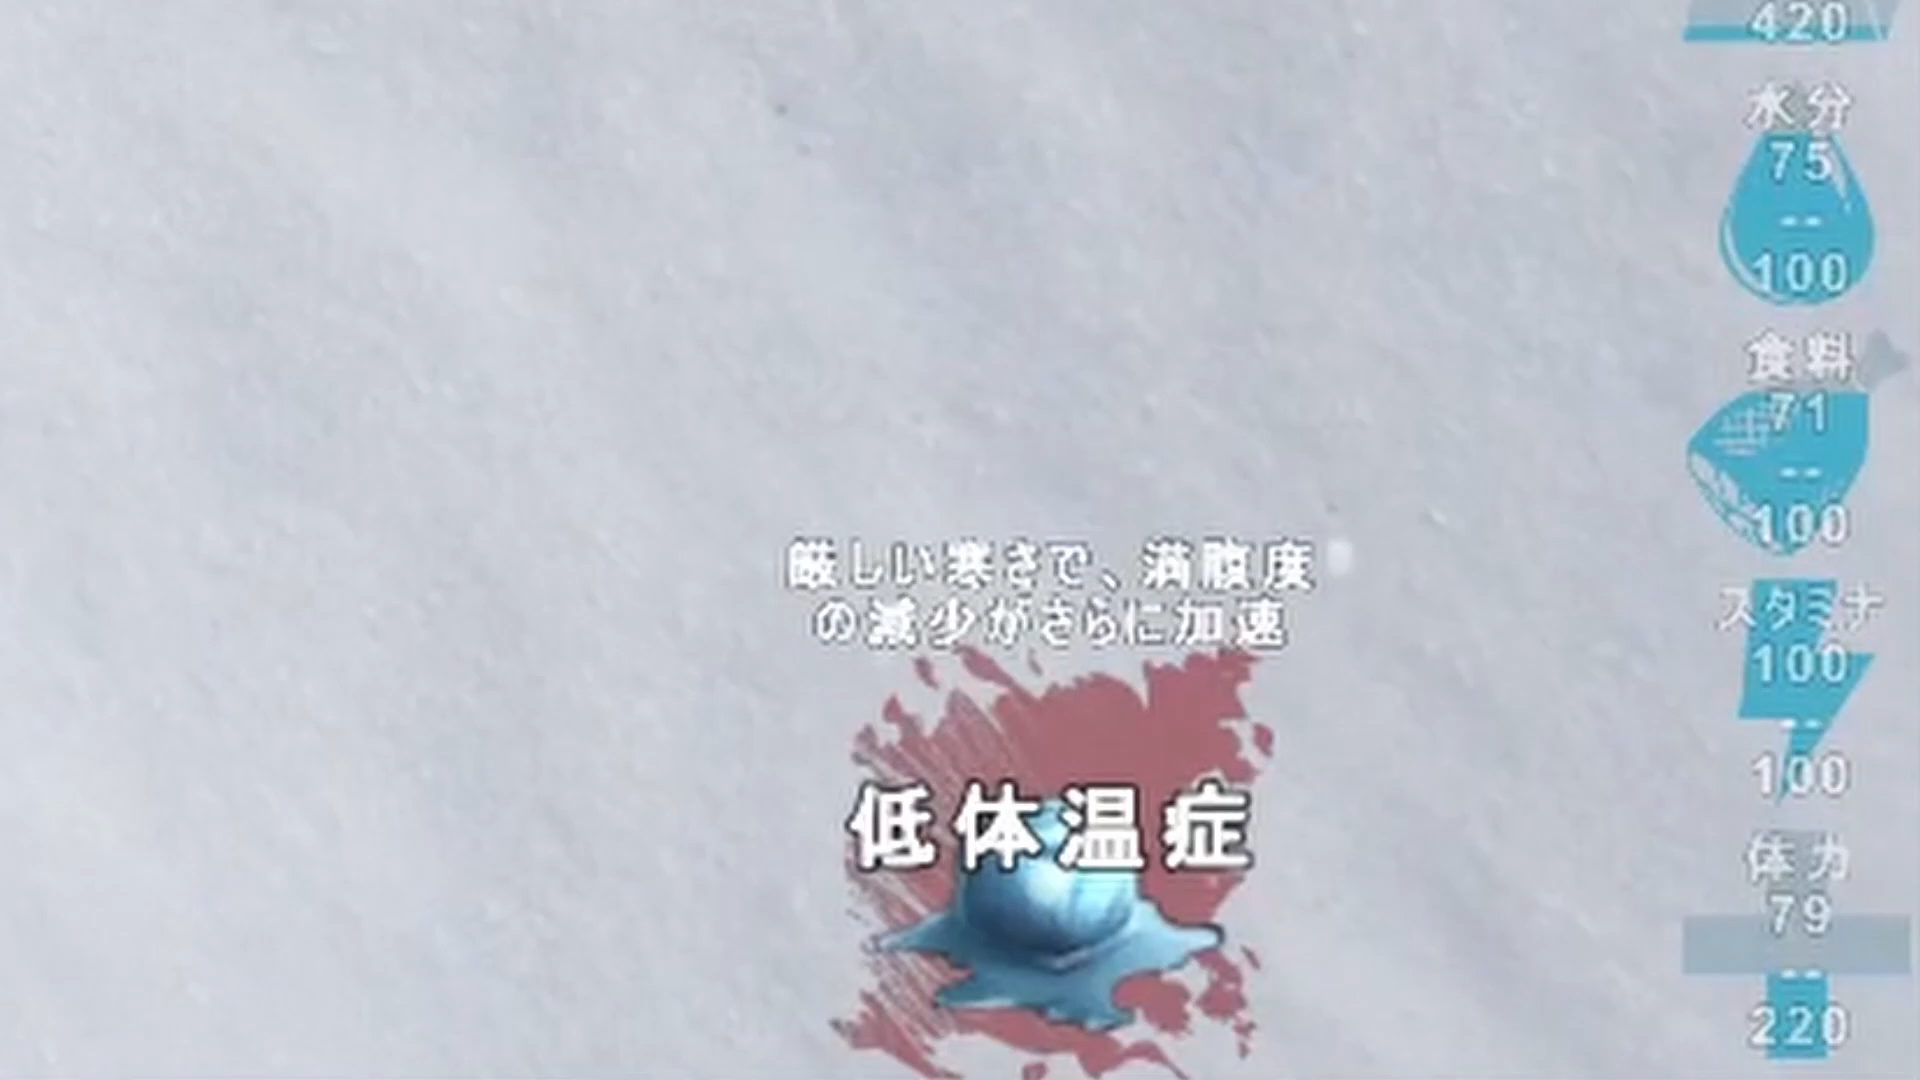 420
水分
75
--
100
食料
71
--
100
厳しい寒さで、満腹度
の減少がさらに加速
スタミナ
100
--
100
低体温症
体力
79
--
220